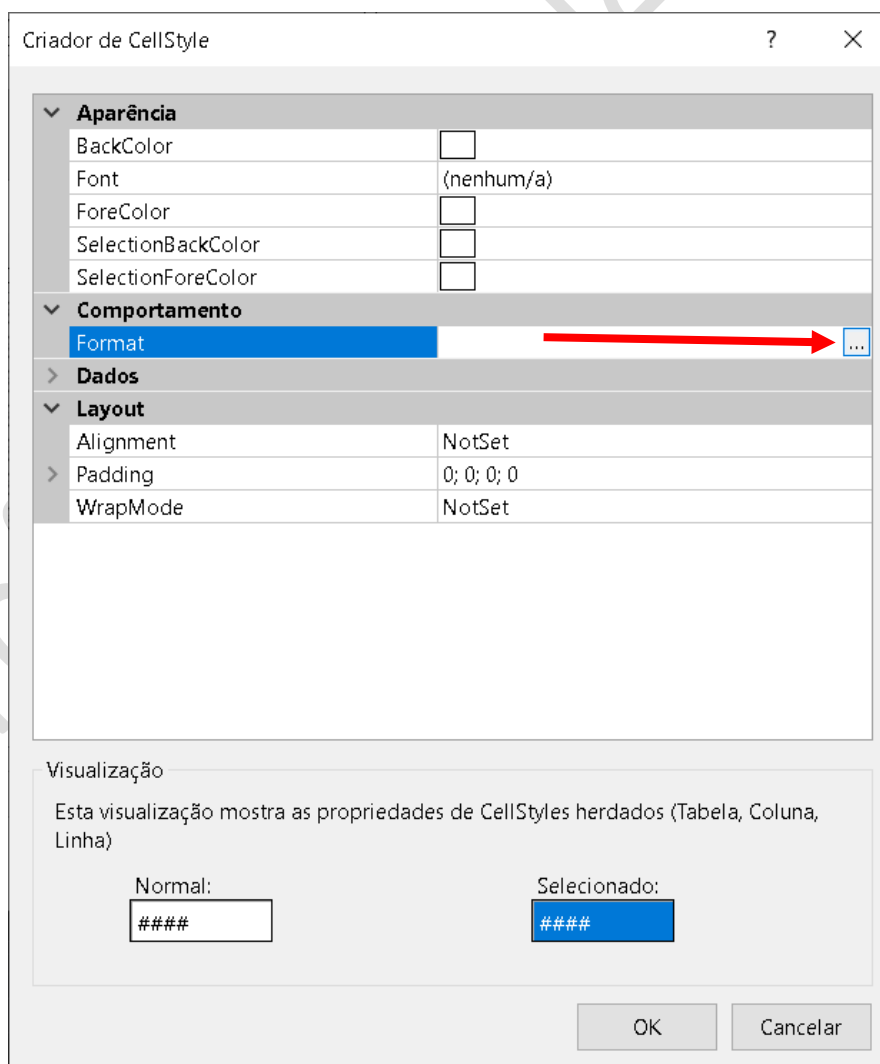 Criador de CellStyle ?
Aparência
BackColor
Font (nenhum/a)
ForeColor
SelectionBackColor
SelectionForeColor
Comportamento
Format ...
Dados
Layout
Alignment NotSet
Padding 0; 0; 0; 0
WrapMode NotSet
Visualização
Esta visualização mostra as propriedades de CellStyles herdados (Tabela, Coluna,
Linha)
Normal: Selecionado:
#### ####
OK Cancelar